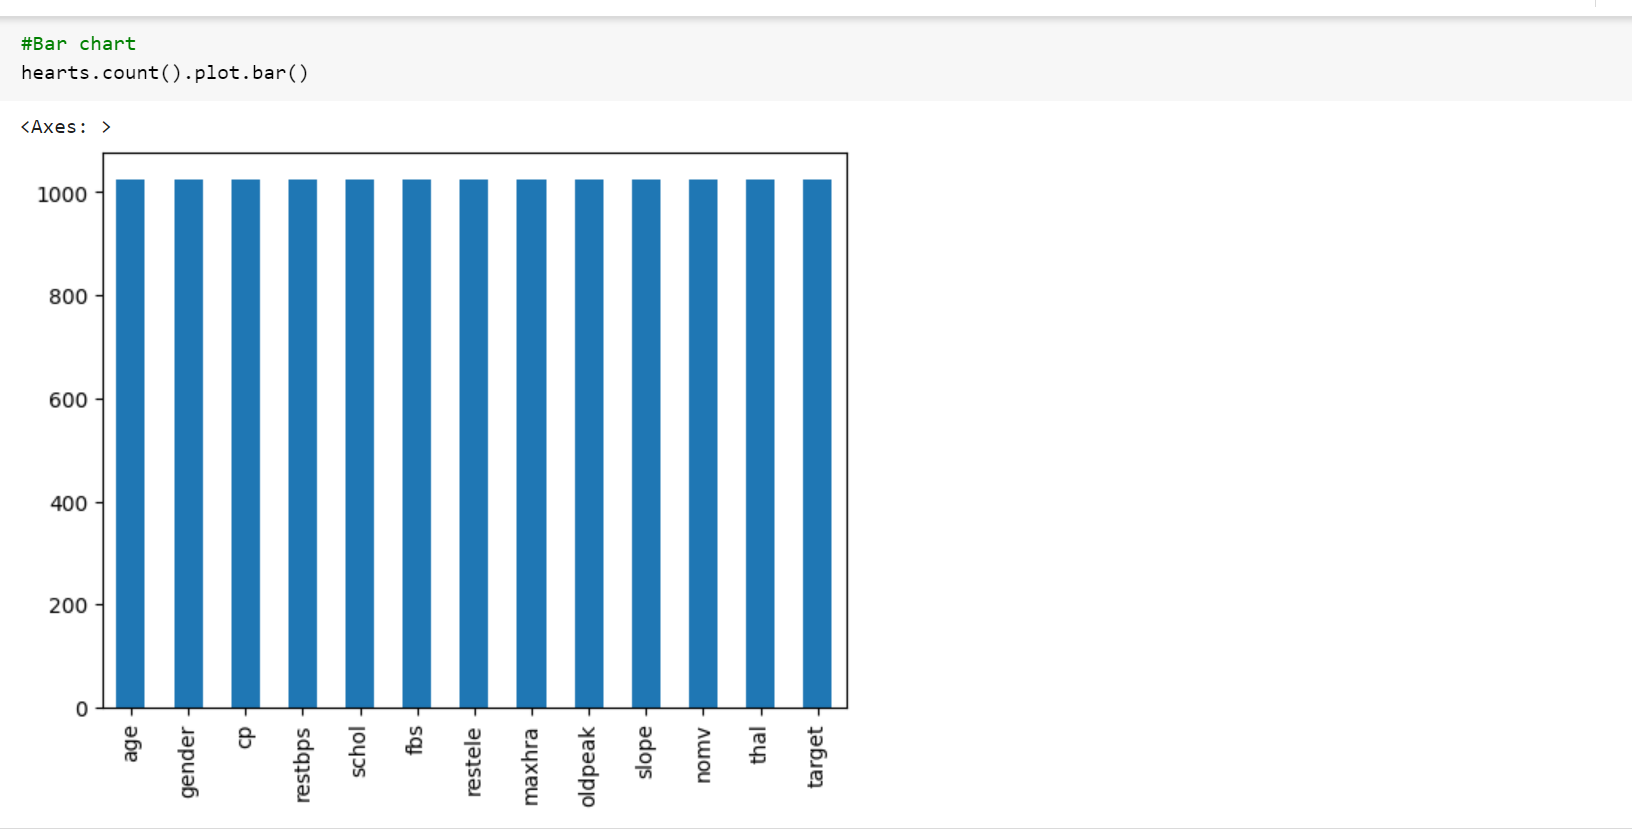 #Bar chart
hearts.count().plot.bar()
<Axes: >
1000
800
600
400
200
0
age
gender
cp
restbps
schol
fbs
restele
maxhra
oldpeak
slope
nomv
thal
target